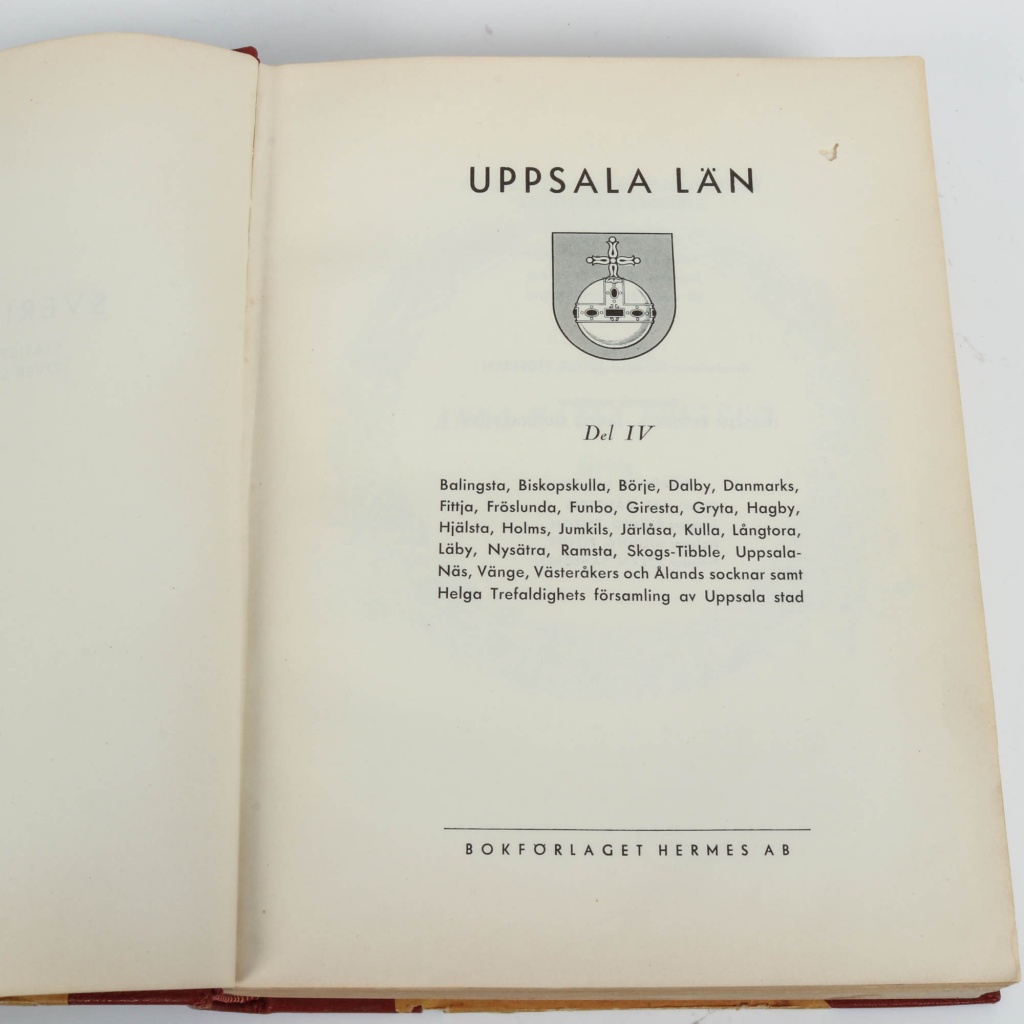 UPPSALA LÄN
Del IV
Balingsta, Biskopskulla, Börje, Dalby, Danmarks,
Fittja, Fröslunda, Funbo, Giresta, Gryta, Hagby,
Hjälsta, Holms, Jumkils, Järlåsa, Kulla, Långtora,
Läby, Nysätra, Ramsta, Skogs-Tibble, Uppsala-
Näs, Vänge, Västeråkers och Ålands socknar samt
Helga Trefaldighets församling av Uppsala stad
BOKFÖRLAGET HERMES AB